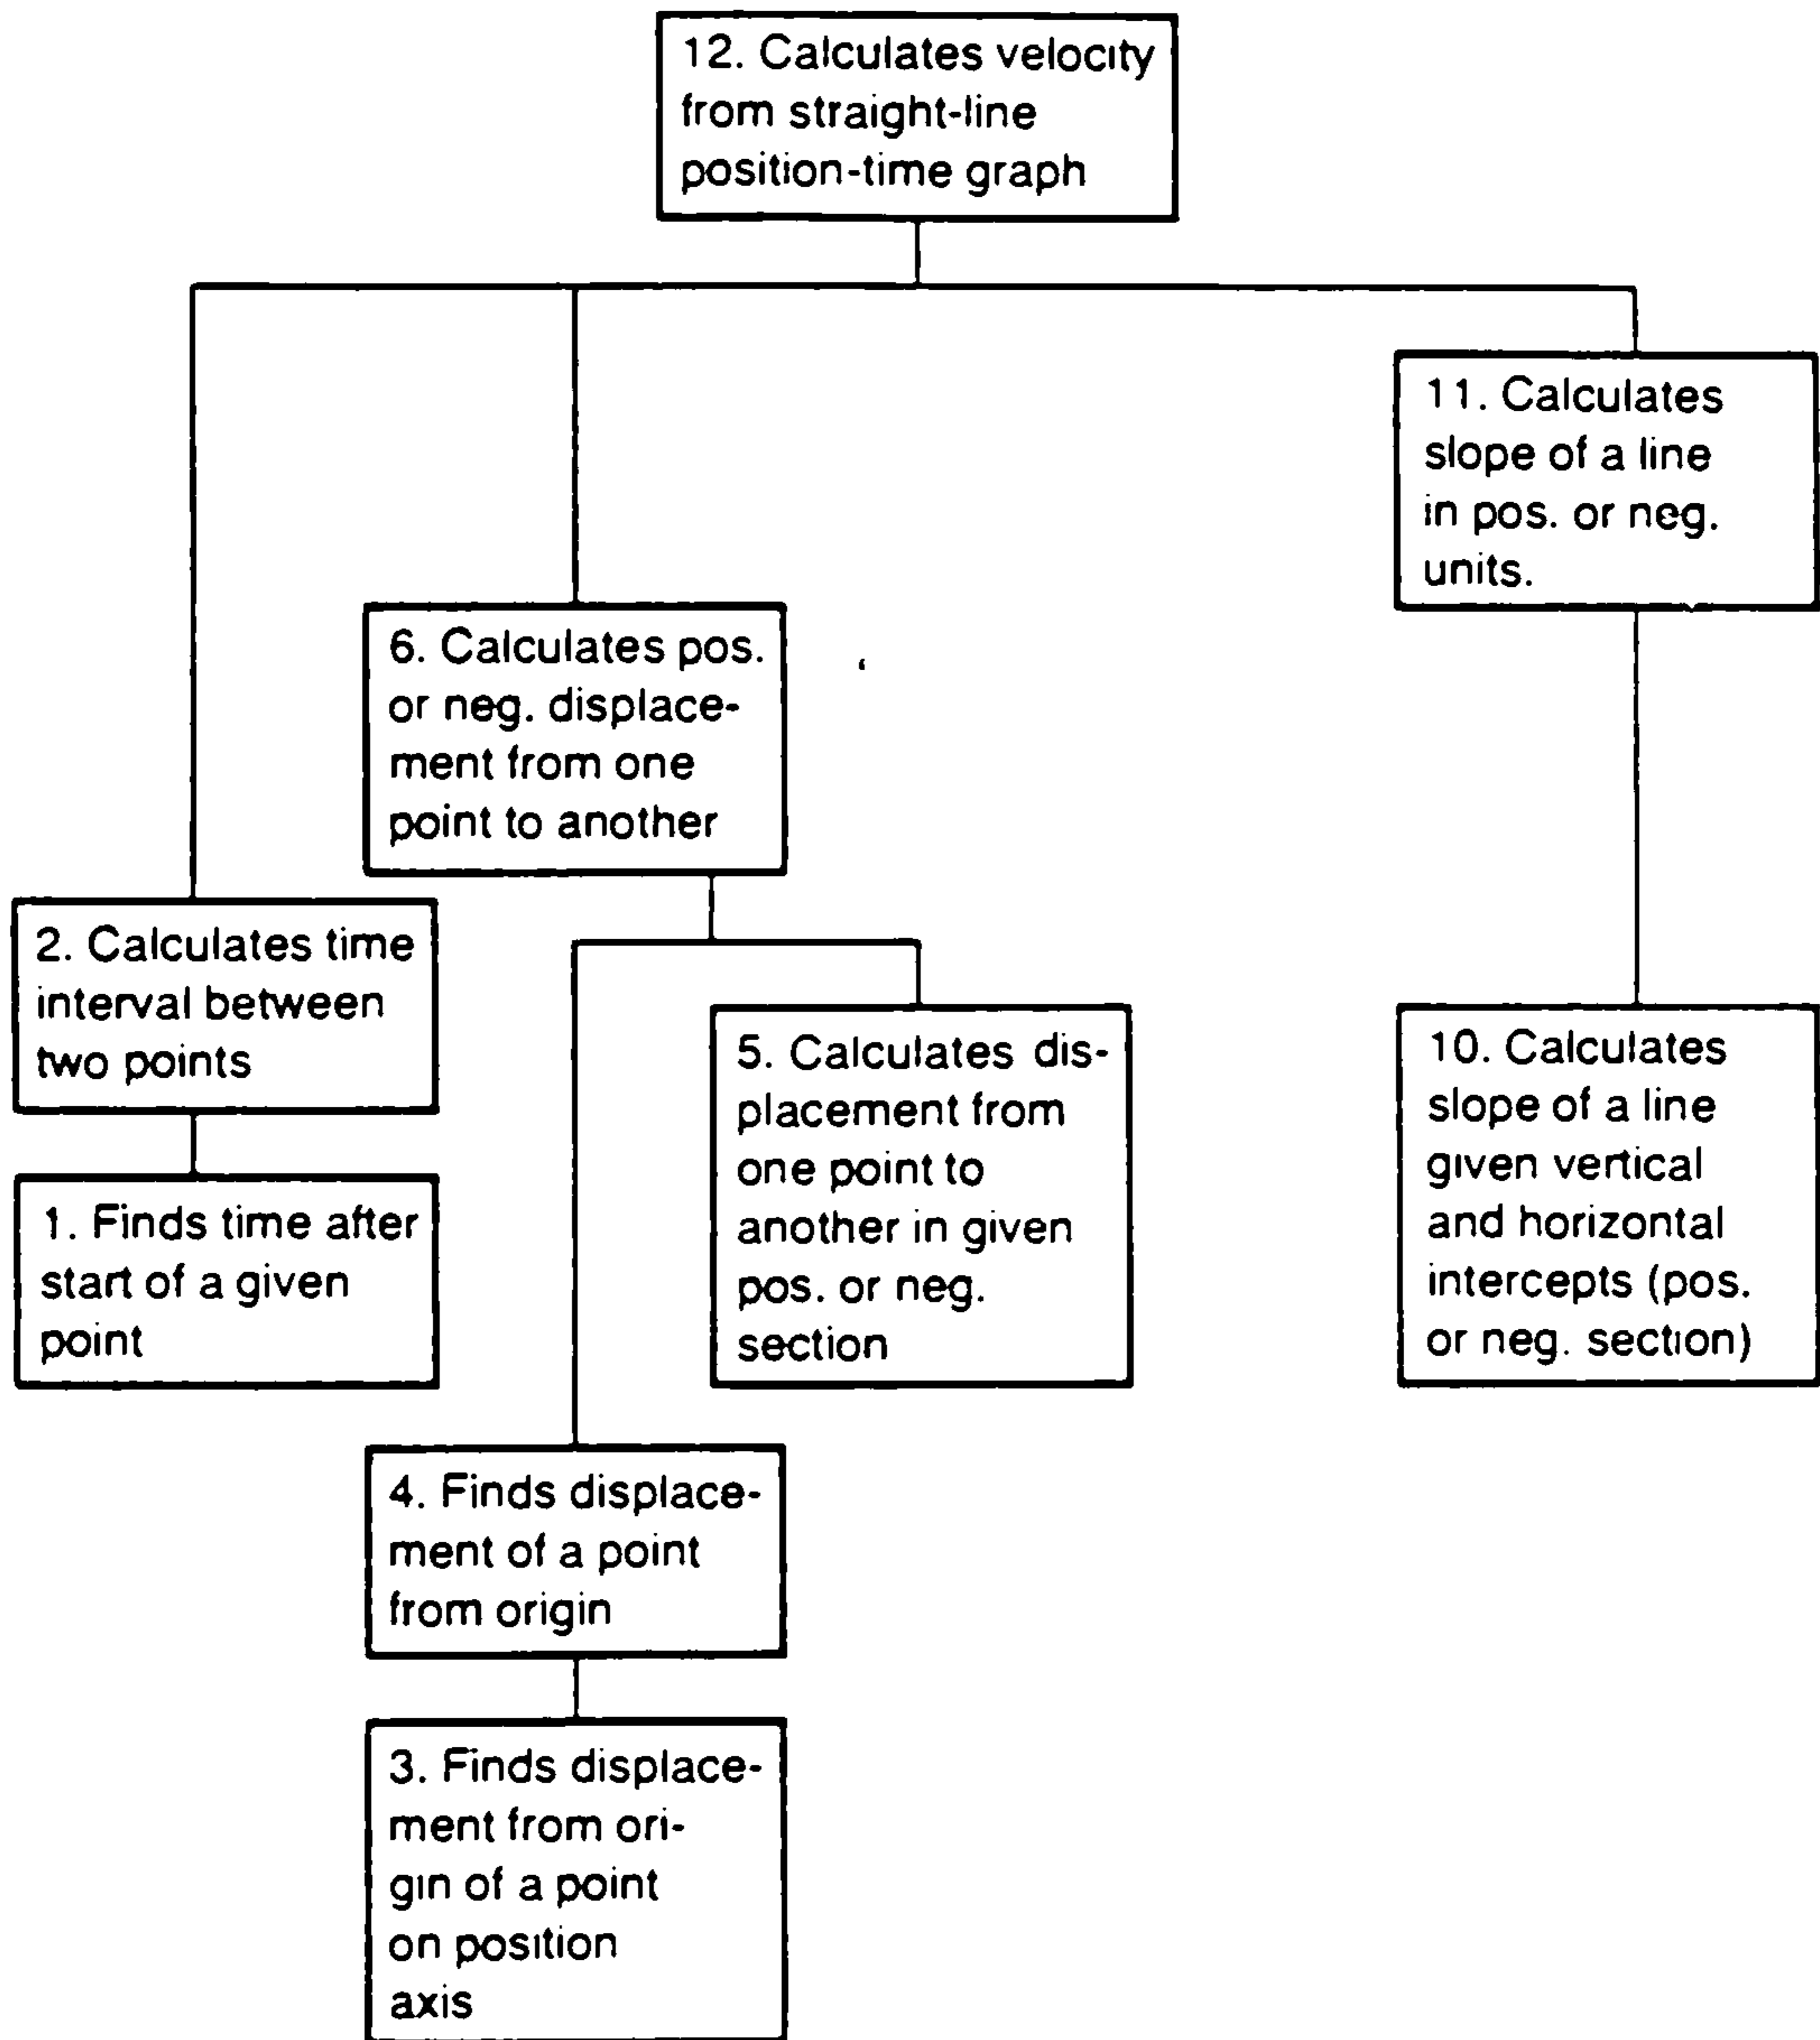 12. Calculates velocity
from straight-line
position-time graph
11. Calculates
slope of a line
in pos. or neg.
units.
6. Calculates pos.
or neg. displace-
ment from one
point to another
2. Calculates time
interval between
two points
5. Calculates dis-
placement from
one point to
another in given
pos. or neg.
section
10. Calculates
slope of a line
given vertical
and horizontal
intercepts (pos.
or neg. section)
1. Finds time after
start of a given
point
4. Finds displace-
ment of a point
from origin
3. Finds displace-
ment from ori-
gin of a point
on position
axis